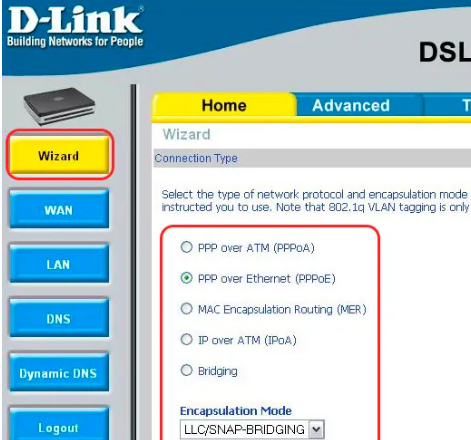 D-Link
Building Networks for People
DSL
Home
Advanced
T
Wizard
Wizard
Connection Type
Select the type of network protocol and encapsulation mode
instructed you to use. Note that 802.1q VLAN tagging is only
WAN
PPP over ATM (PPPoA)
LAN
PPP over Ethernet (PPPoE)
MAC Encapsulation Routing (MER)
DNS
IP over ATM (IPoA)
Dynamic DNS
Bridging
Encapsulation Mode
Logout
LLC/SNAP-BRIDGING